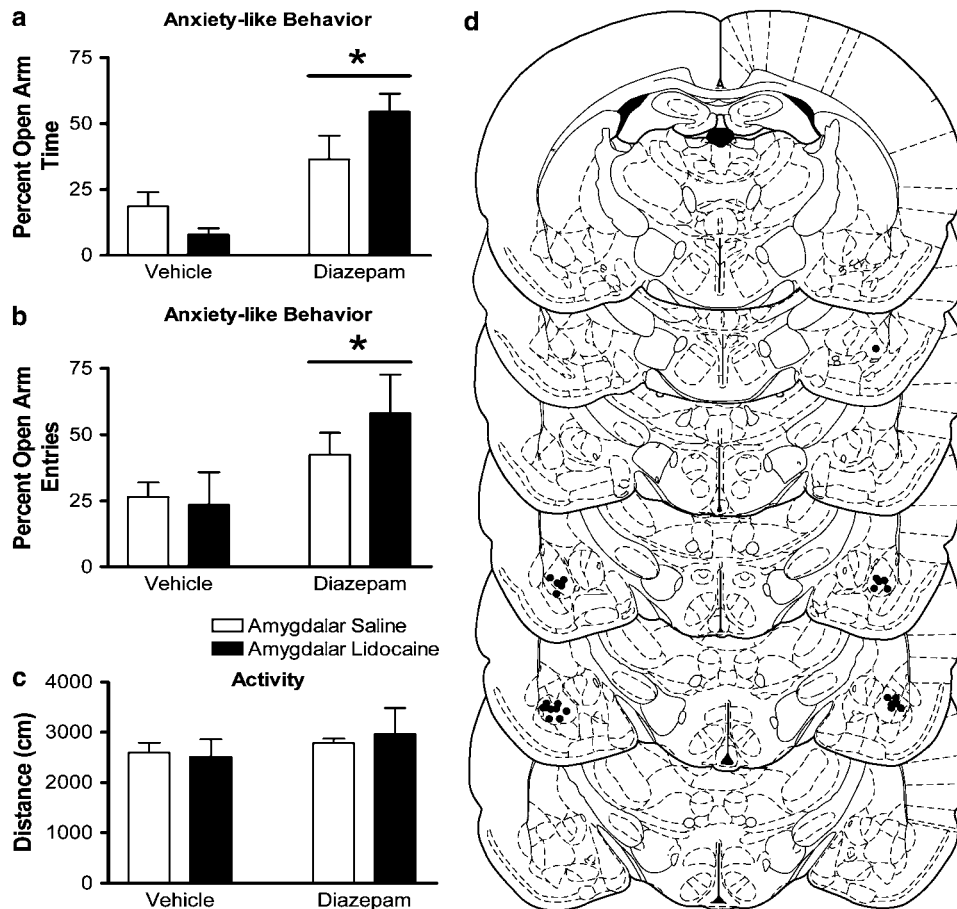 a
Anxiety-like Behavior
Percent Open Arm
Time
75
50
25
0
*
Vehicle
Diazepam
b
Anxiety-like Behavior
Percent Open Arm
Entries
75
50
25
0
*
Vehicle
Diazepam
Amygdalar Saline
Amygdalar Lidocaine
c
Activity
Distance (cm)
4000
3000
2000
1000
0
Vehicle
Diazepam
d